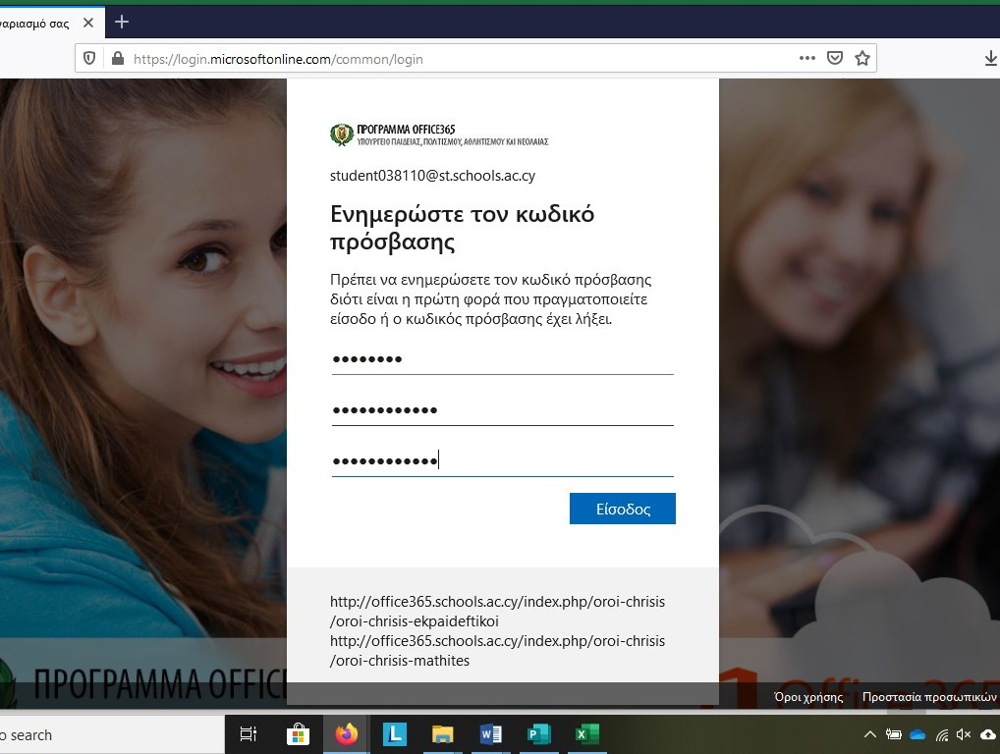 αριασμό σας
https://login.microsoftonline.com/common/login
ΠΡΟΓΡΑΜΜΑ OFFICE365
ΥΠΟΥΡΓΕΙΟ ΠΑΙΔΕΙΑΣ, ΠΟΛΙΤΙΣΜΟΥ, ΑΘΛΗΤΙΣΜΟΥ ΚΑΙ ΝΕΟΛΑΙΑΣ
student038110@st.schools.ac.cy
Ενημερώστε τον κωδικό
πρόσβασης
Πρέπει να ενημερώσετε τον κωδικό πρόσβασης
διότι είναι η πρώτη φορά που πραγματοποιείτε
είσοδο ή ο κωδικός πρόσβασης έχει λήξει.
Είσοδος
http://office365.schools.ac.cy/index.php/oroi-chrisis
/oroi-chrisis-ekpaideftikoi
http://office365.schools.ac.cy/index.php/oroi-chrisis
/oroi-chrisis-mathites
ΠΡΟΓΡΑΜΜΑ OFFIC
Office 365
Όροι χρήσης Προστασία προσωπικών
o search